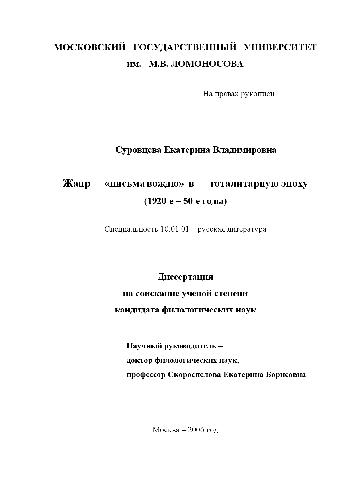 МОСКОВСКИЙ ГОСУДАРСТВЕННЫЙ УНИВЕРСИТЕТ
им. М.В. ЛОМОНОСОВА
На правах рукописи
Суровцева Екатерина Владимировна
Жанр «письма вождю» в тоталитарную эпоху
(1920-е – 50-е годы)
Специальность 10.01.01 – русская литература
Диссертация
на соискание ученой степени
кандидата филологических наук
Научный руководитель –
доктор филологических наук,
профессор Скороспелова Екатерина Борисовна
Москва – год